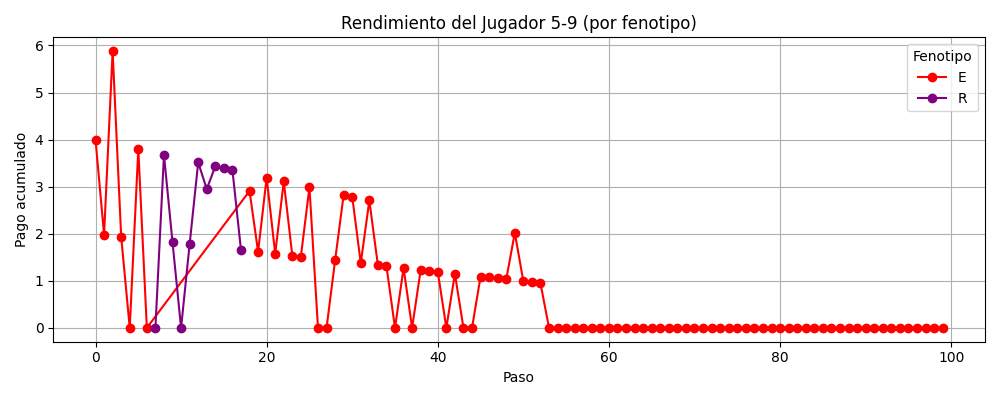 Rendimiento del Jugador 5-9 (por fenotipo)
Pago acumulado
6
5
4
3
2
1
0
Fenotipo
E
R
0 20 40 60 80 100
Paso